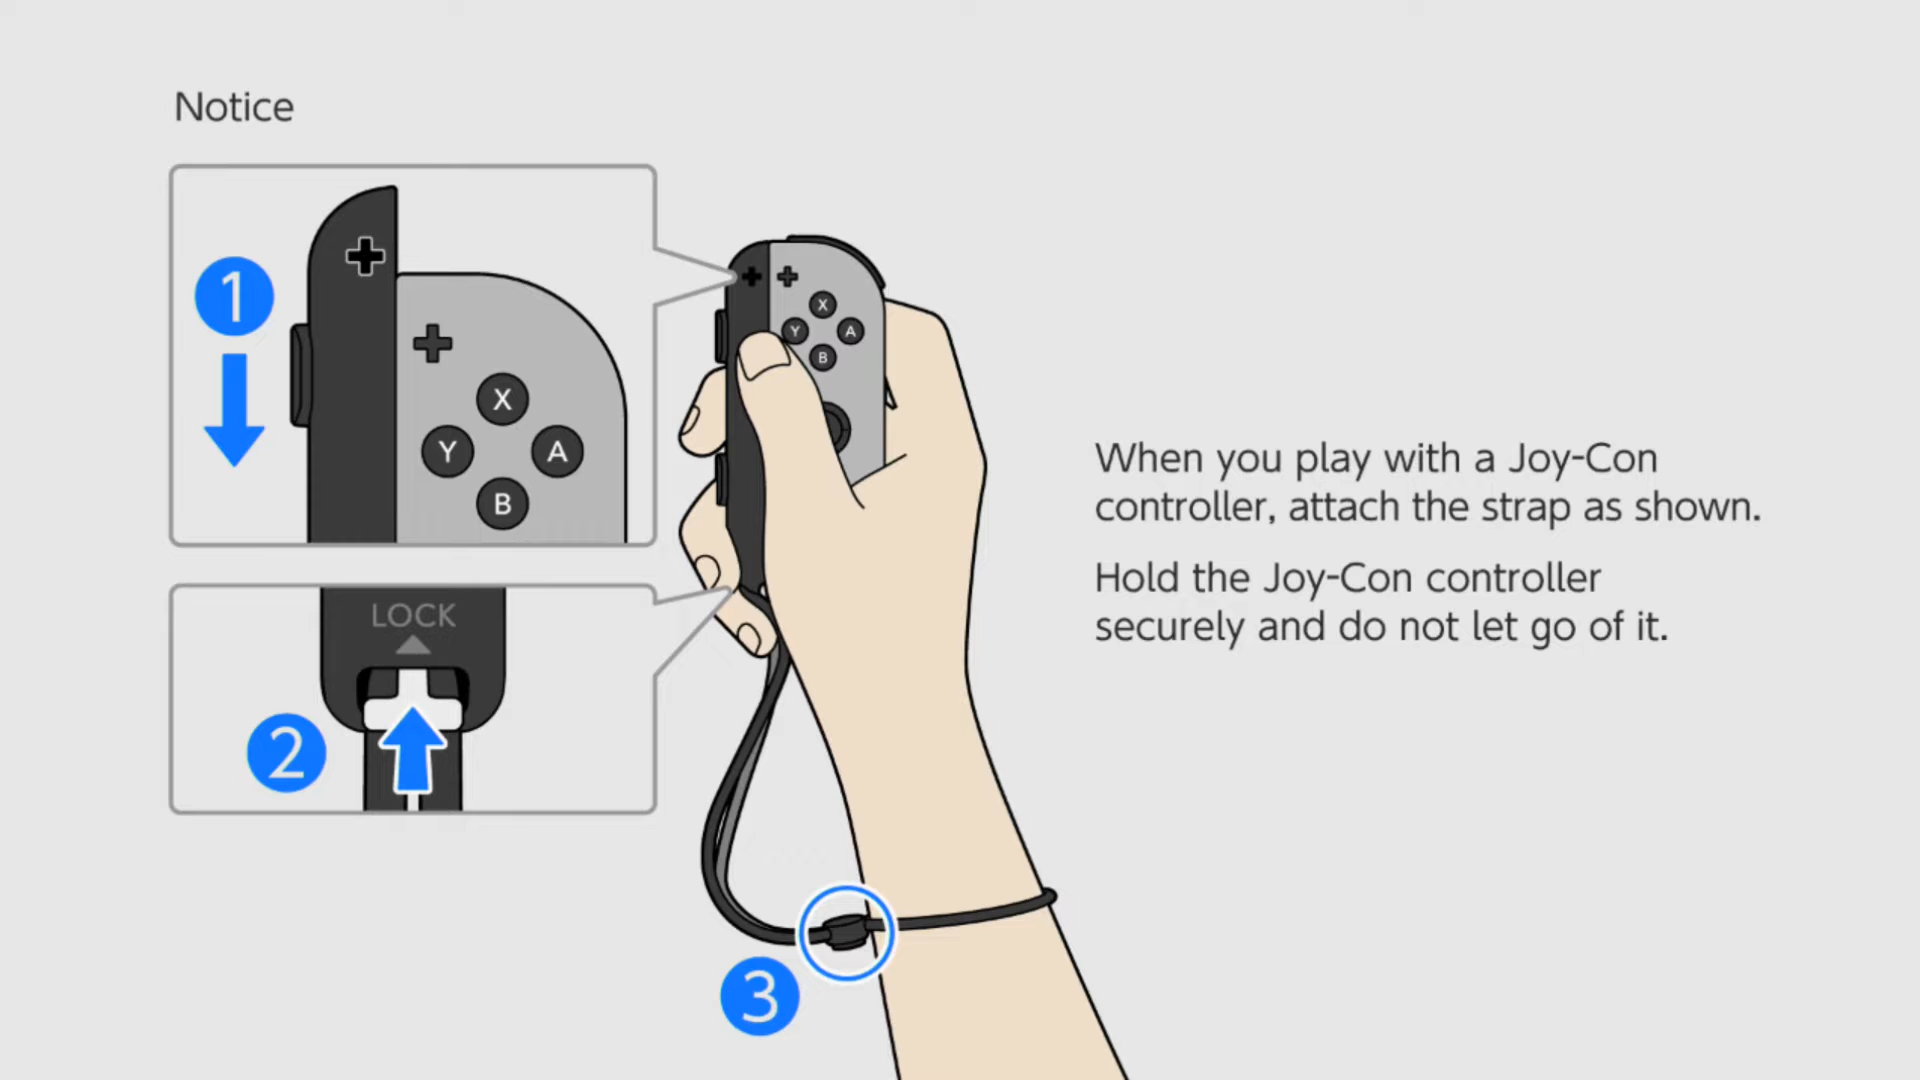 Notice
1
X
Y
A
B
X
Y
A
B
LOCK
2
3
When you play with a Joy-Con
controller, attach the strap as shown.
Hold the Joy-Con controller
securely and do not let go of it.